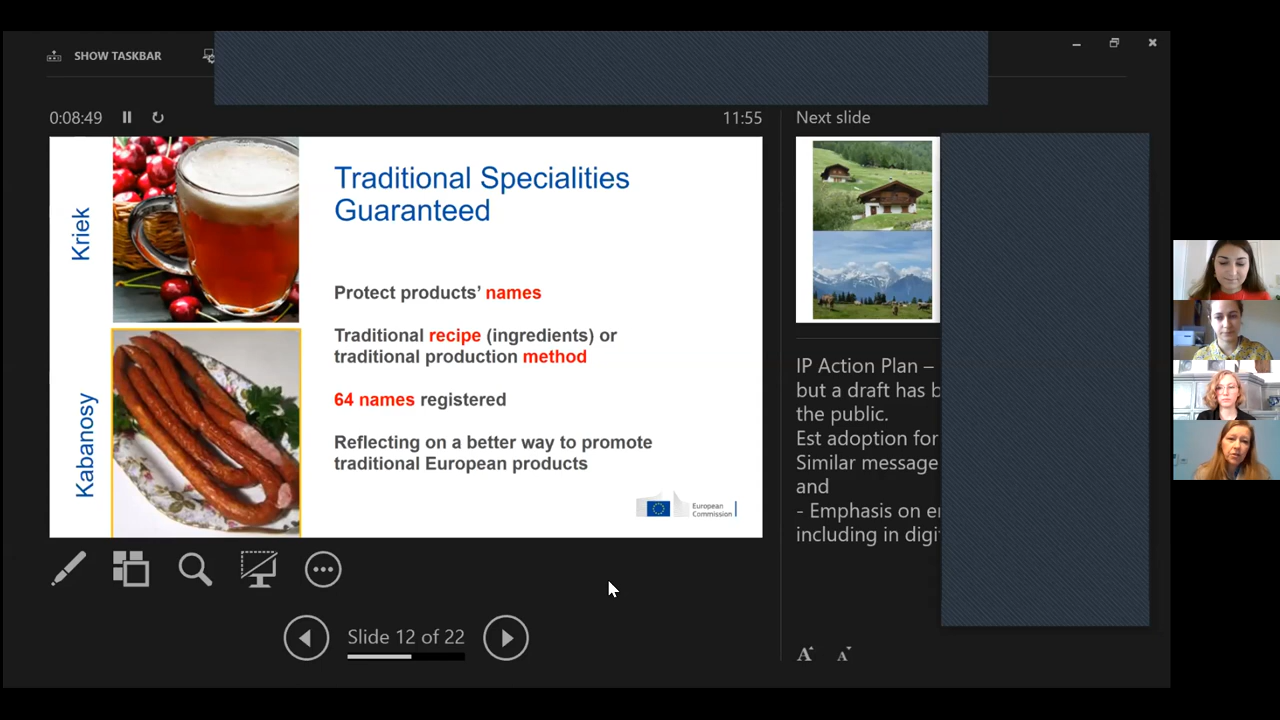 SHOW TASKBAR
0:08:49
11:55
Next slide
Kriek
Kabanosy
Traditional Specialities
Guaranteed
Protect products’ names
Traditional recipe (ingredients) or
traditional production method
64 names registered
Reflecting on a better way to promote
traditional European products
European
Commission
IP Action Plan –
but a draft has b
the public.
Est adoption for
Similar message
and
- Emphasis on e
including in digi
Slide 12 of 22
A
A